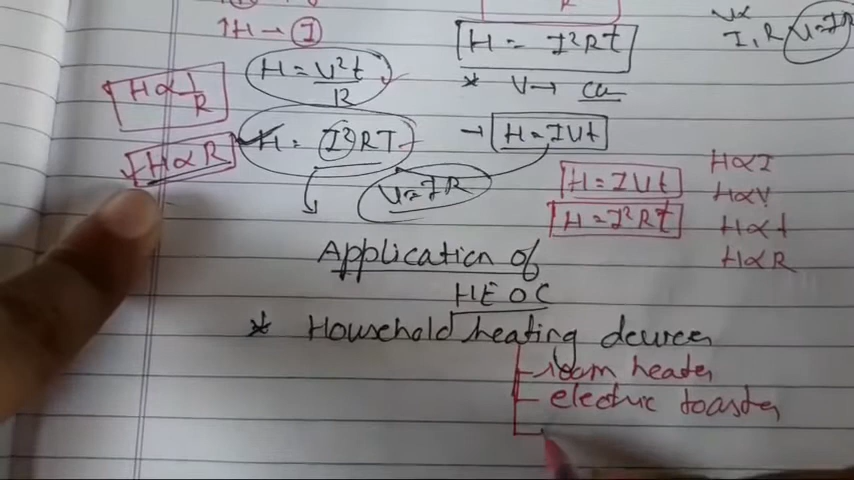 1H → I
R
H = I²Rt
I, R V=IR
H = V²t / R
* V →
H ∝ 1/R
H = I²RT
→ H = IVt
H ∝ R
V=IR
H = IVt
H = I²Rt
H∝I
H∝V
H∝t
H∝R
Application of
HEOC
* Household heating devices
room heater
electric toaster